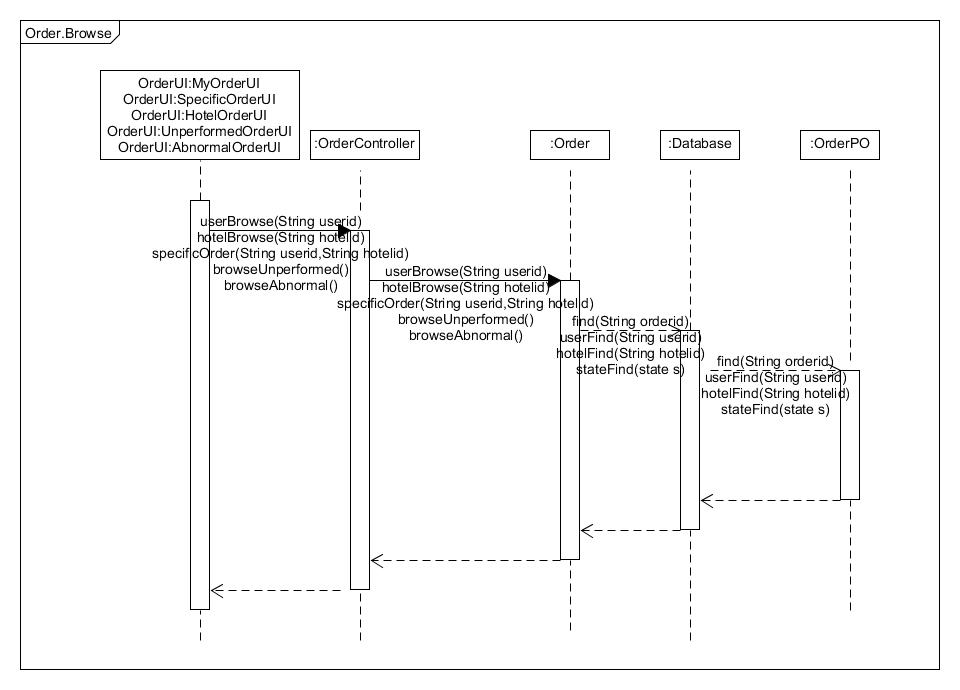 Order.Browse
OrderUI:MyOrderUI
OrderUI:SpecificOrderUI
OrderUI:HotelOrderUI
OrderUI:UnperformedOrderUI
OrderUI:AbnormalOrderUI
:OrderController
:Order
:Database
:OrderPO
userBrowse(String userid)
hotelBrowse(String hotelid)
specificOrder(String userid,String hotelid)
browseUnperformed()
browseAbnormal()
userBrowse(String userid)
hotelBrowse(String hotelid)
specificOrder(String userid,String hotelid)
browseUnperformed()
browseAbnormal()
find(String orderid)
userFind(String userid)
hotelFind(String hotelid)
stateFind(state s)
find(String orderid)
userFind(String userid)
hotelFind(String hotelid)
stateFind(state s)